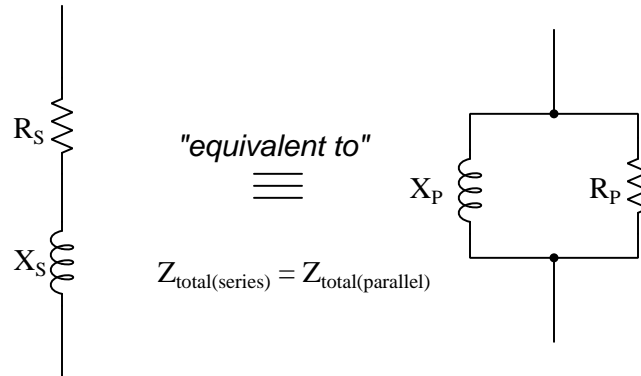 R_S
X_S
"equivalent to"
Z_total(series) = Z_total(parallel)
X_P
R_P